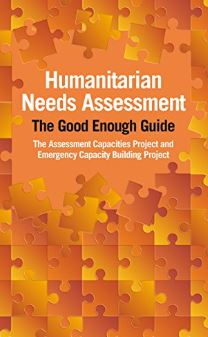 Humanitarian
Needs Assessment
The Good Enough Guide
The Assessment Capacities Project and
Emergency Capacity Building Project